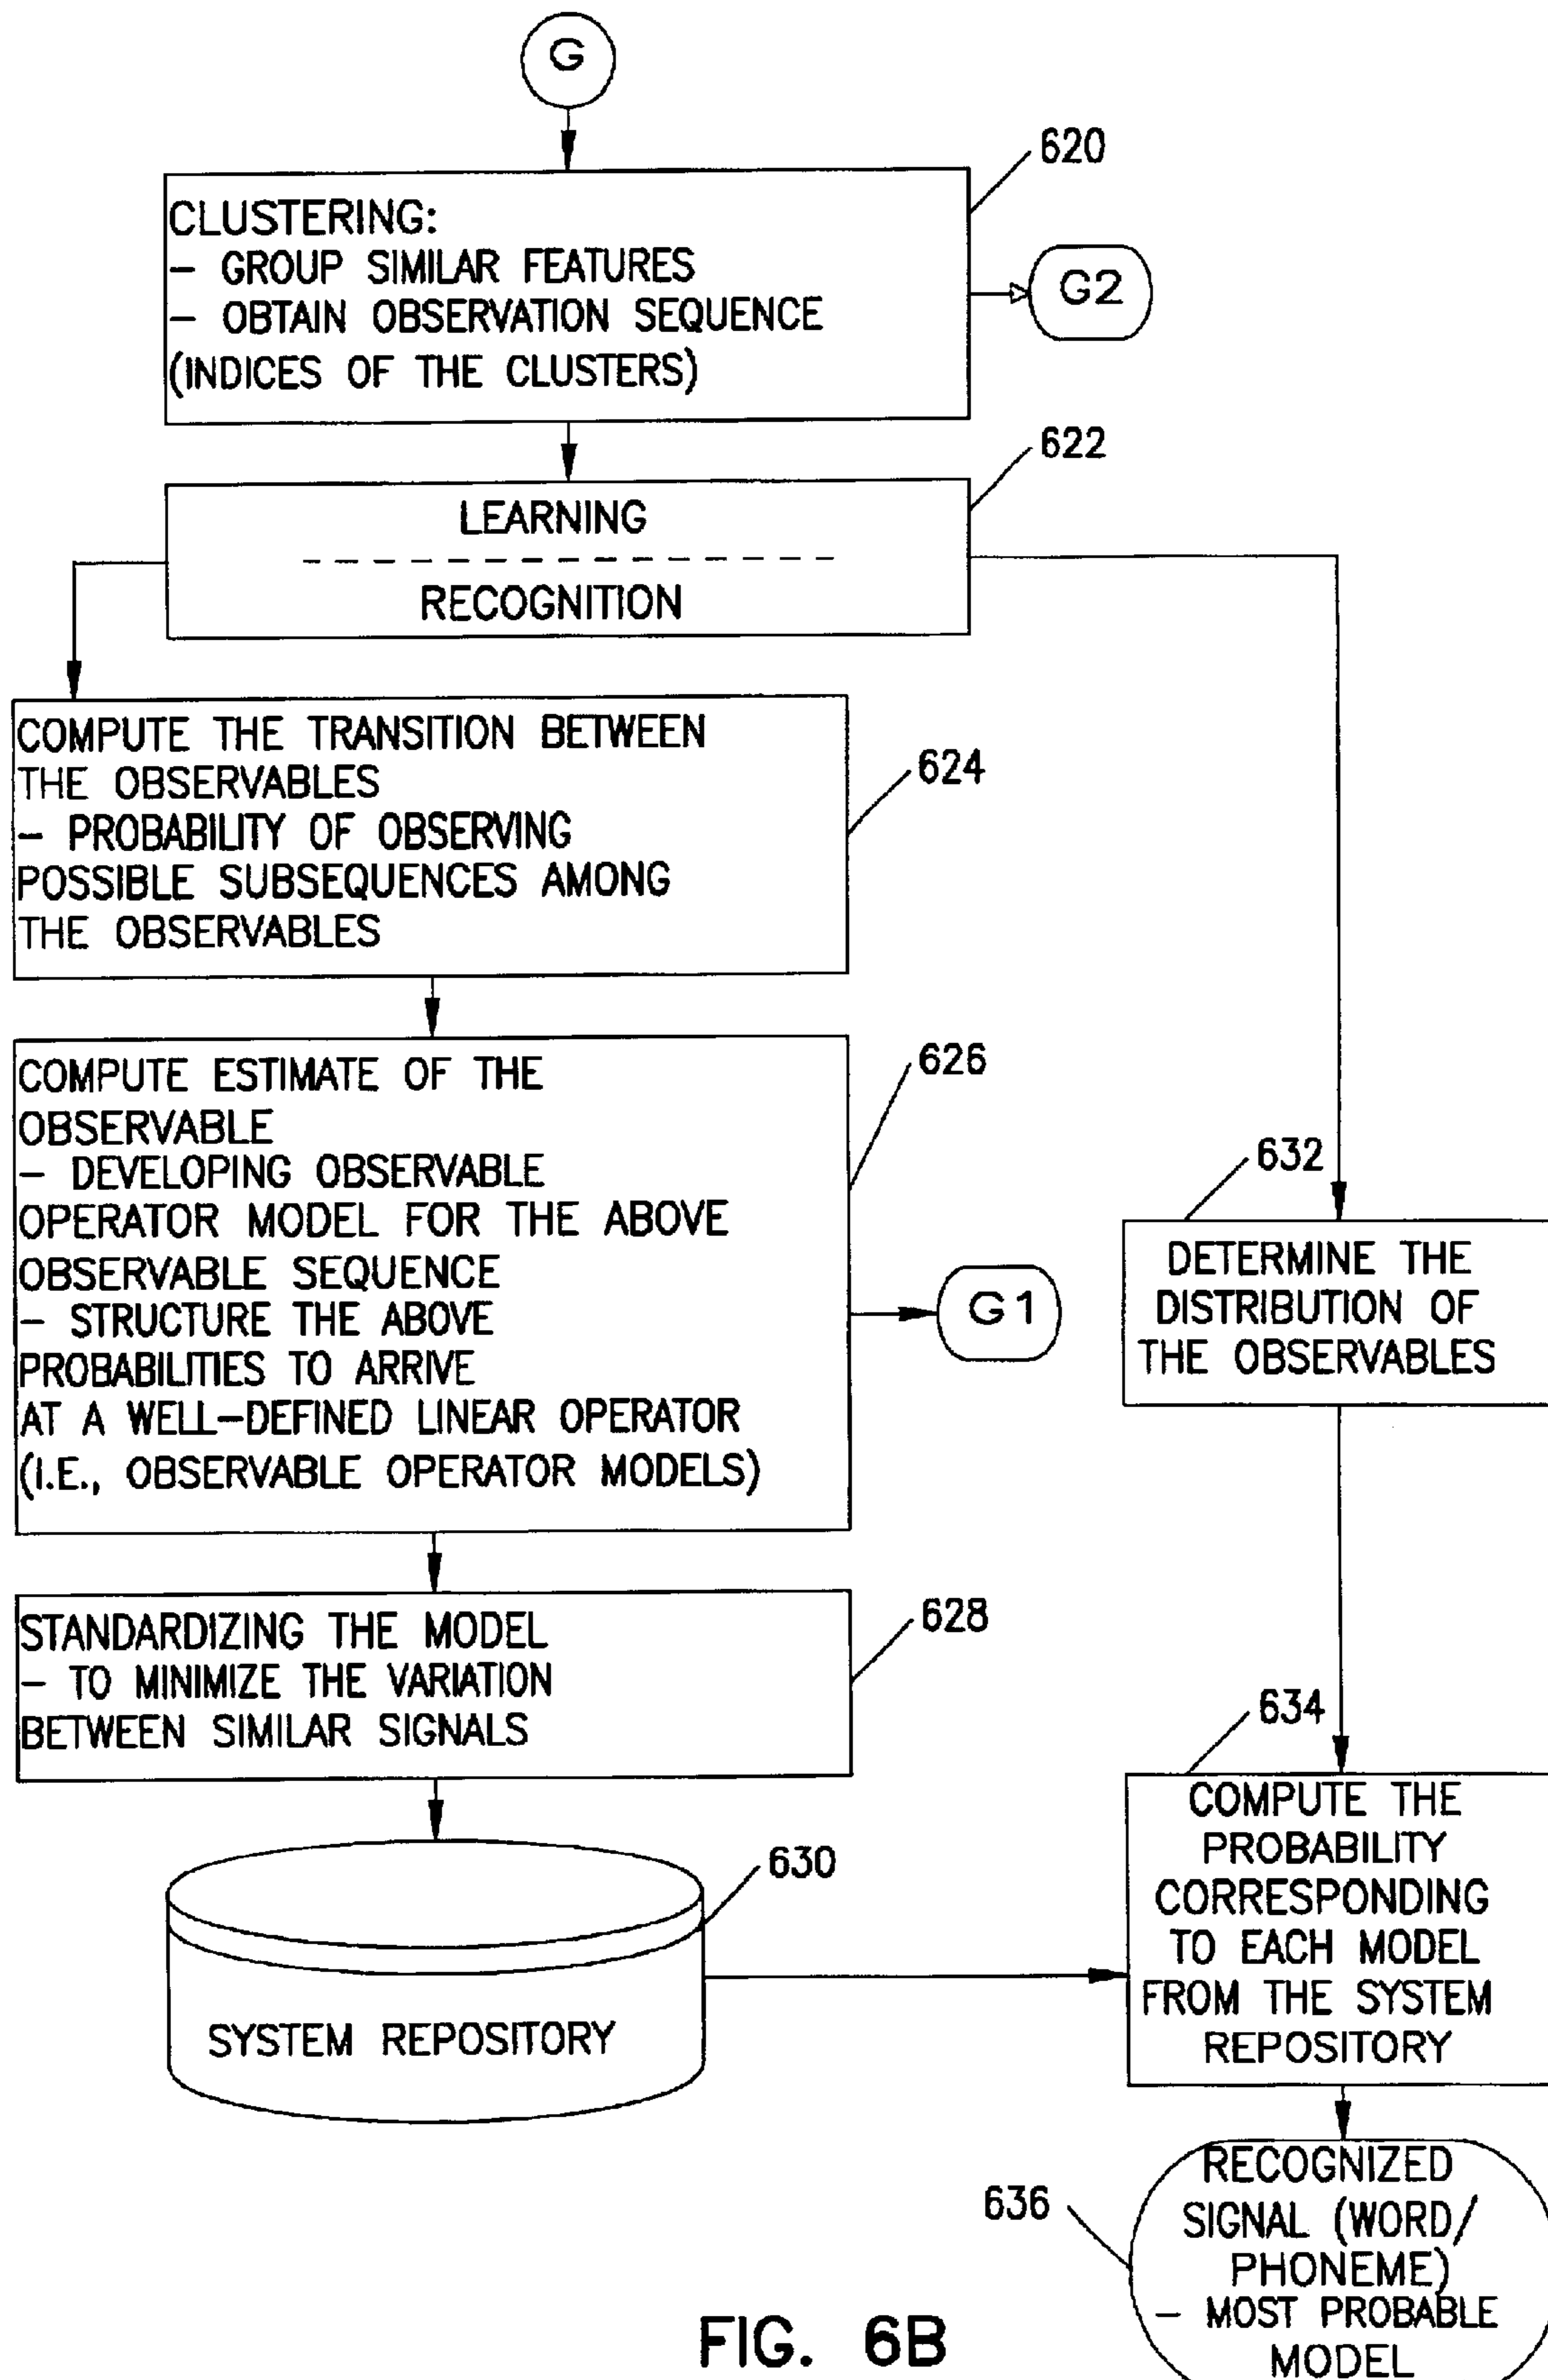 G
620
CLUSTERING:
– GROUP SIMILAR FEATURES
– OBTAIN OBSERVATION SEQUENCE
(INDICES OF THE CLUSTERS)
G2
622
LEARNING
RECOGNITION
COMPUTE THE TRANSITION BETWEEN
THE OBSERVABLES
– PROBABILITY OF OBSERVING
POSSIBLE SUBSEQUENCES AMONG
THE OBSERVABLES
624
COMPUTE ESTIMATE OF THE
OBSERVABLE
– DEVELOPING OBSERVABLE
OPERATOR MODEL FOR THE ABOVE
OBSERVABLE SEQUENCE
– STRUCTURE THE ABOVE
PROBABILITIES TO ARRIVE
AT A WELL–DEFINED LINEAR OPERATOR
(I.E., OBSERVABLE OPERATOR MODELS)
626
G1
STANDARDIZING THE MODEL
– TO MINIMIZE THE VARIATION
BETWEEN SIMILAR SIGNALS
628
630
SYSTEM REPOSITORY
632
DETERMINE THE
DISTRIBUTION OF
THE OBSERVABLES
634
COMPUTE THE
PROBABILITY
CORRESPONDING
TO EACH MODEL
FROM THE SYSTEM
REPOSITORY
636
RECOGNIZED
SIGNAL (WORD/
PHONEME)
– MOST PROBABLE
MODEL
FIG. 6B